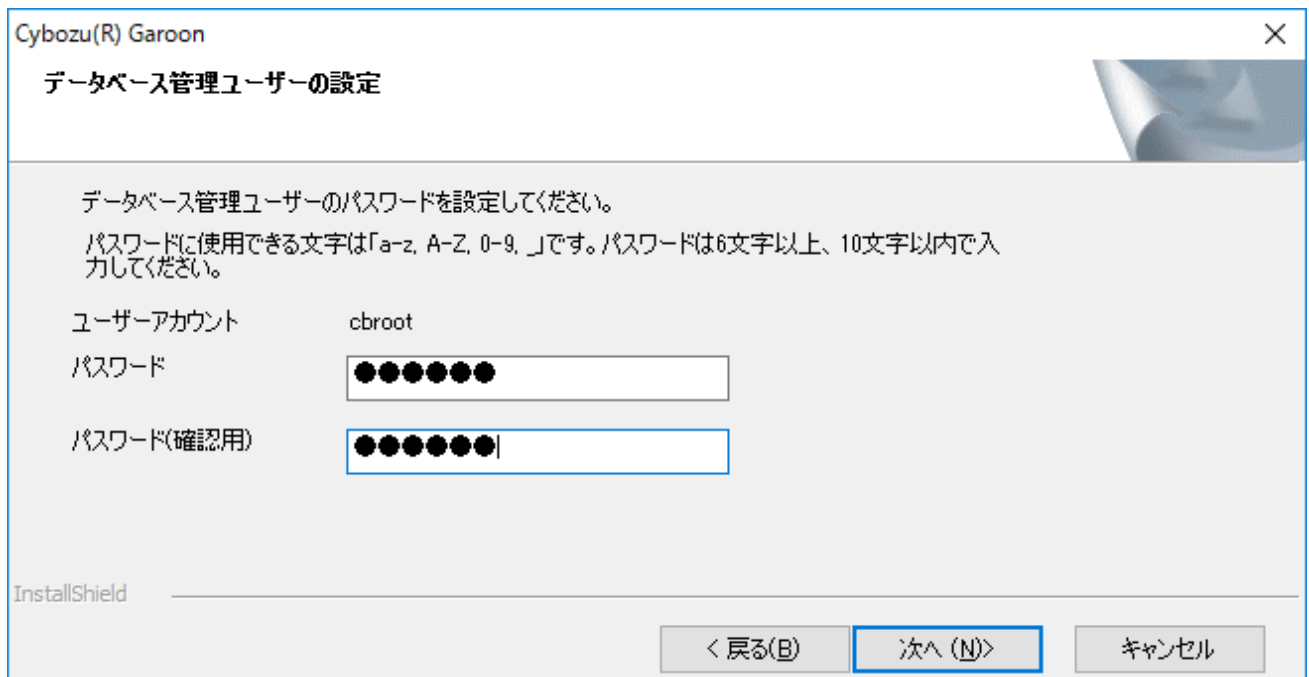 Cybozu(R) Garoon
データベース管理ユーザーの設定
データベース管理ユーザーのパスワードを設定してください。
パスワードに使用できる文字は「a-z, A-Z, 0-9, _」です。パスワードは6文字以上、10文字以内で入
力してください。
ユーザーアカウント cbroot
パスワード ●●●●●●
パスワード(確認用) ●●●●●●
InstallShield
< 戻る(B) 次へ (N)> キャンセル